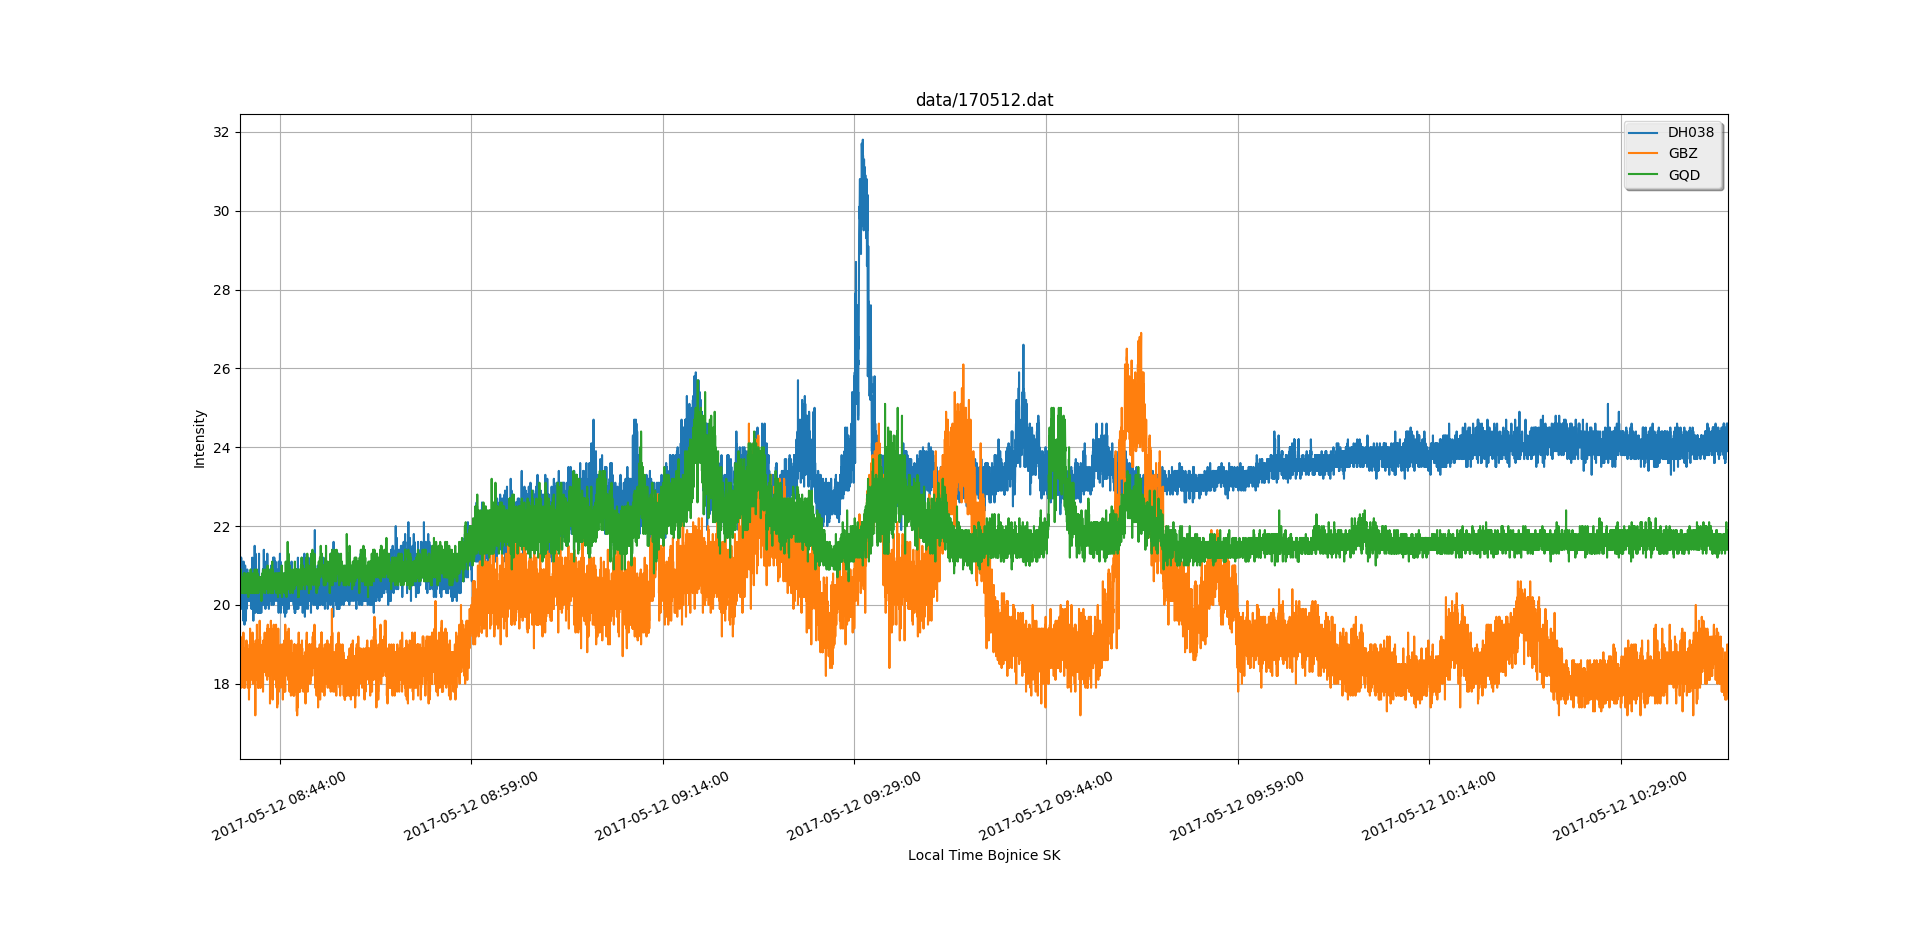 data/170512.dat
DH038
GBZ
GQD
32
30
28
26
24
22
20
18
Intensity
2017-05-12 08:44:00
2017-05-12 08:59:00
2017-05-12 09:14:00
2017-05-12 09:29:00
2017-05-12 09:44:00
2017-05-12 09:59:00
2017-05-12 10:14:00
2017-05-12 10:29:00
Local Time Bojnice SK